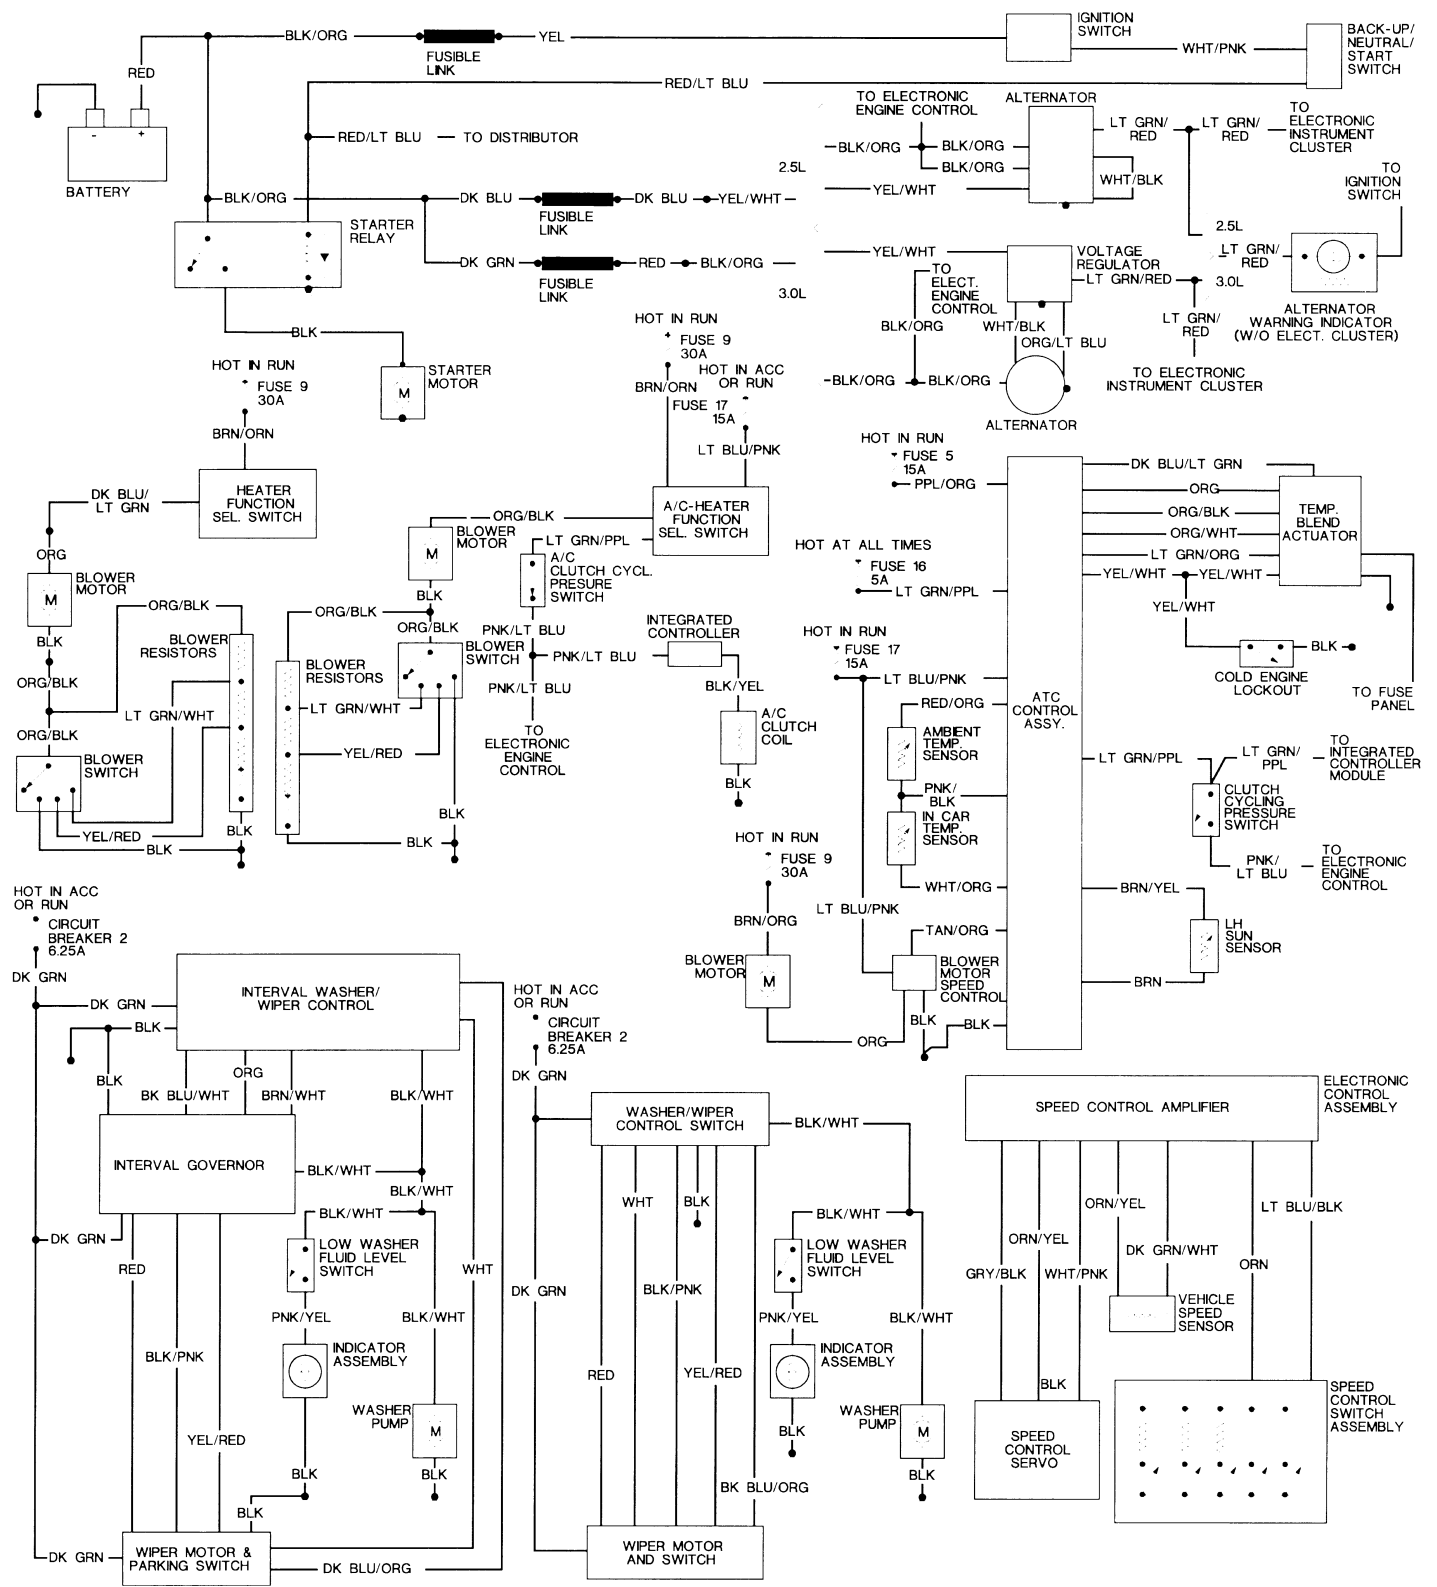 BLK/ORG
FUSIBLE
LINK
YEL
IGNITION
SWITCH
WHT/PNK
BACK-UP/
NEUTRAL/
START
SWITCH
RED
RED/LT BLU
-
+
BATTERY
RED/LT BLU
TO DISTRIBUTOR
TO ELECTRONIC
ENGINE CONTROL
ALTERNATOR
BLK/ORG
BLK/ORG
BLK/ORG
LT GRN/
RED
LT GRN/
RED
TO
ELECTRONIC
INSTRUMENT
CLUSTER
2.5L
WHT/BLK
YEL/WHT
TO
IGNITION
SWITCH
BLK/ORG
DK BLU
FUSIBLE
LINK
DK BLU
YEL/WHT
STARTER
RELAY
DK GRN
FUSIBLE
LINK
RED
BLK/ORG
3.0L
YEL/WHT
TO
ELECT.
ENGINE
CONTROL
VOLTAGE
REGULATOR
LT GRN/RED
2.5L
LT GRN/
RED
3.0L
ALTERNATOR
WARNING INDICATOR
(W/O ELECT. CLUSTER)
BLK/ORG
WHT/BLK
ORG/LT BLU
LT GRN/
RED
TO ELECTRONIC
INSTRUMENT CLUSTER
BLK/ORG
BLK/ORG
ALTERNATOR
BLK
STARTER
MOTOR
M
HOT IN RUN
FUSE 9
30A
BRN/ORN
HOT IN RUN
FUSE 9
30A
BRN/ORN
HOT IN ACC
OR RUN
FUSE 17
15A
LT BLU/PNK
HEATER
FUNCTION
SEL. SWITCH
DK BLU/
LT GRN
ORG
BLOWER
MOTOR
M
BLK
ORG/BLK
BLOWER
RESISTORS
ORG/BLK
LT GRN/WHT
ORG/BLK
BLOWER
SWITCH
YEL/RED
BLK
BLK
A/C-HEATER
FUNCTION
SEL. SWITCH
ORG/BLK
BLOWER
MOTOR
M
BLK
LT GRN/PPL
A/C
CLUTCH CYCL.
PRESURE
SWITCH
ORG/BLK
ORG/BLK
BLOWER
SWITCH
BLOWER
RESISTORS
LT GRN/WHT
YEL/RED
BLK
BLK
PNK/LT BLU
PNK/LT BLU
PNK/LT BLU
INTEGRATED
CONTROLLER
BLK/YEL
A/C
CLUTCH
COIL
BLK
TO
ELECTRONIC
ENGINE
CONTROL
HOT IN RUN
FUSE 5
15A
PPL/ORG
HOT AT ALL TIMES
FUSE 16
5A
LT GRN/PPL
HOT IN RUN
FUSE 17
15A
LT BLU/PNK
RED/ORG
AMBIENT
TEMP.
SENSOR
PNK/
BLK
IN CAR
TEMP.
SENSOR
WHT/ORG
LT BLU/PNK
TAN/ORG
BLOWER
MOTOR
SPEED
CONTROL
BLK
BLK
ORG
ATC
CONTROL
ASSY.
DK BLU/LT GRN
ORG
ORG/BLK
ORG/WHT
LT GRN/ORG
YEL/WHT
YEL/WHT
TEMP.
BLEND
ACTUATOR
YEL/WHT
BLK
COLD ENGINE
LOCKOUT
TO FUSE
PANEL
LT GRN/PPL
LT GRN/
PPL
TO
INTEGRATED
CONTROLLER
MODULE
CLUTCH
CYCLING
PRESSURE
SWITCH
PNK/
LT BLU
TO
ELECTRONIC
ENGINE
CONTROL
BRN/YEL
LH
SUN
SENSOR
BRN
HOT IN RUN
FUSE 9
30A
BRN/ORG
BLOWER
MOTOR
M
HOT IN ACC
OR RUN
CIRCUIT
BREAKER 2
6.25A
DK GRN
DK GRN
BLK
INTERVAL WASHER/
WIPER CONTROL
BLK
BK BLU/WHT
ORG
BRN/WHT
BLK/WHT
INTERVAL GOVERNOR
BLK/WHT
BLK/WHT
BLK/WHT
DK GRN
RED
LOW WASHER
FLUID LEVEL
SWITCH
WHT
PNK/YEL
BLK/WHT
INDICATOR
ASSEMBLY
BLK/PNK
WASHER
PUMP
M
YEL/RED
BLK
BLK
BLK
DK GRN
WIPER MOTOR &
PARKING SWITCH
DK BLU/ORG
HOT IN ACC
OR RUN
CIRCUIT
BREAKER 2
6.25A
DK GRN
WASHER/WIPER
CONTROL SWITCH
BLK/WHT
WHT
BLK
BLK/WHT
LOW WASHER
FLUID LEVEL
SWITCH
DK GRN
BLK/PNK
PNK/YEL
BLK/WHT
RED
YEL/RED
INDICATOR
ASSEMBLY
WASHER
PUMP
M
BLK
BLK
BK BLU/ORG
WIPER MOTOR
AND SWITCH
SPEED CONTROL AMPLIFIER
ELECTRONIC
CONTROL
ASSEMBLY
ORN/YEL
LT BLU/BLK
ORN/YEL
DK GRN/WHT
GRY/BLK
WHT/PNK
ORN
VEHICLE
SPEED
SENSOR
BLK
SPEED
CONTROL
SERVO
SPEED
CONTROL
SWITCH
ASSEMBLY